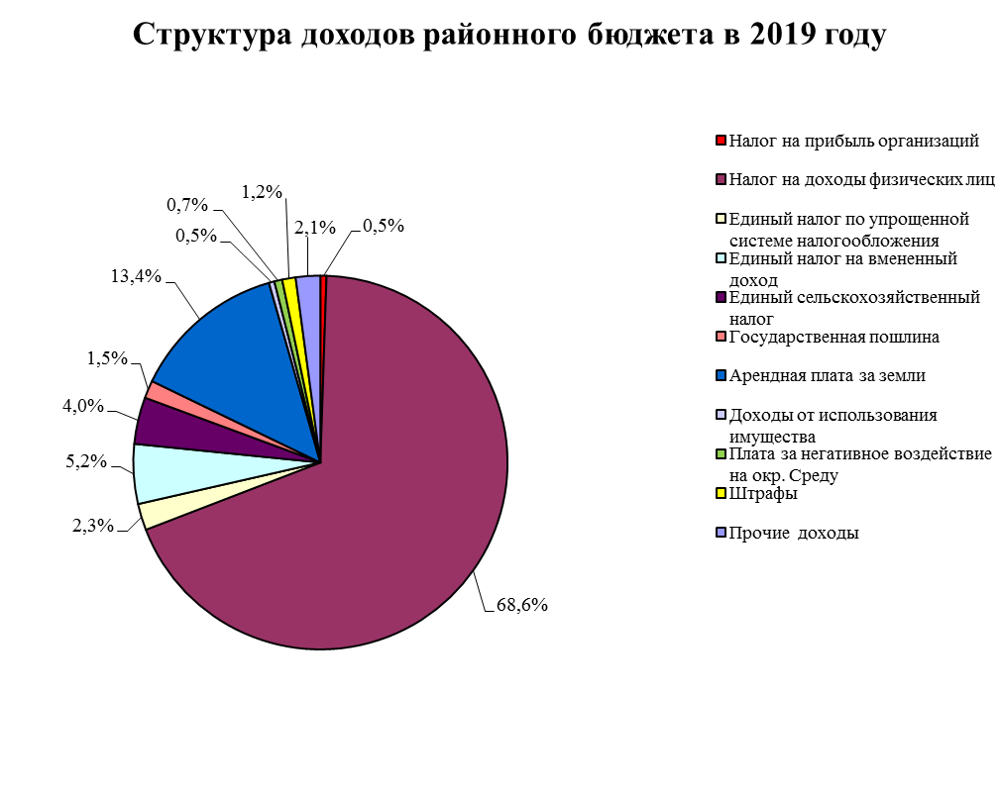 Структура доходов районного бюджета в 2019 году
1,2%
0,7%
0,5%
2,1%
0,5%
13,4%
1,5%
4,0%
5,2%
2,3%
68,6%
Налог на прибыль организаций
Налог на доходы физических лиц
Единый налог по упрощенной
системе налогообложения
Единый налог на вмененный
доход
Единый сельскохозяйственный
налог
Государственная пошлина
Арендная плата за земли
Доходы от использования
имущества
Плата за негативное воздействие
на окр. Среду
Штрафы
Прочие доходы